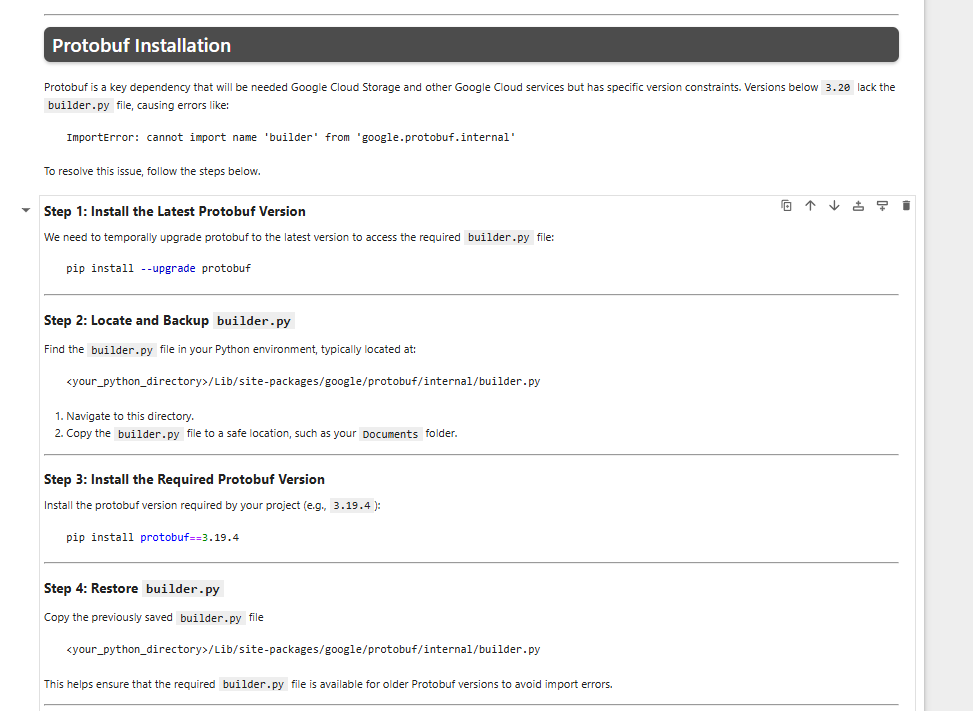 Protobuf Installation
Protobuf is a key dependency that will be needed Google Cloud Storage and other Google Cloud services but has specific version constraints. Versions below 3.20 lack the
builder.py file, causing errors like:
ImportError: cannot import name 'builder' from 'google.protobuf.internal'
To resolve this issue, follow the steps below.
Step 1: Install the Latest Protobuf Version
We need to temporally upgrade protobuf to the latest version to access the required builder.py file:
pip install --upgrade protobuf
Step 2: Locate and Backup builder.py
Find the builder.py file in your Python environment, typically located at:
<your_python_directory>/Lib/site-packages/google/protobuf/internal/builder.py
1. Navigate to this directory.
2. Copy the builder.py file to a safe location, such as your Documents folder.
Step 3: Install the Required Protobuf Version
Install the protobuf version required by your project (e.g., 3.19.4 ):
pip install protobuf==3.19.4
Step 4: Restore builder.py
Copy the previously saved builder.py file
<your_python_directory>/Lib/site-packages/google/protobuf/internal/builder.py
This helps ensure that the required builder.py file is available for older Protobuf versions to avoid import errors.